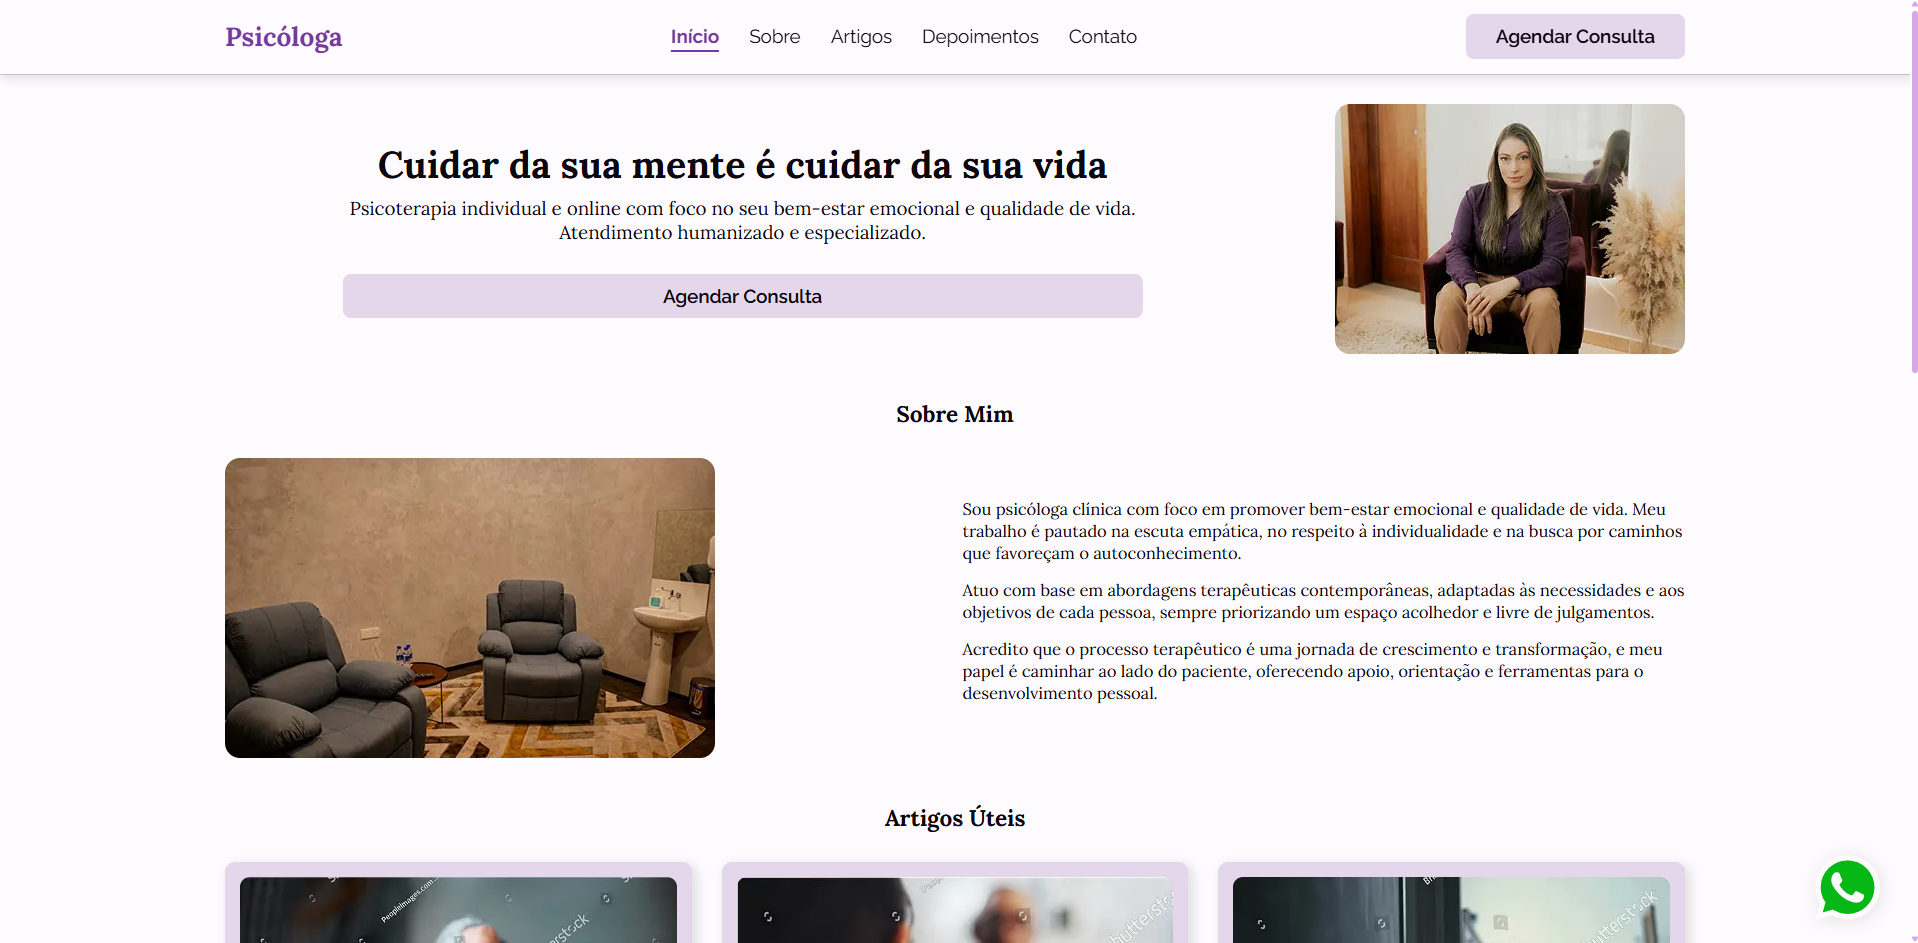 Psicóloga
Início
Sobre
Artigos
Depoimentos
Contato
Agendar Consulta
Cuidar da sua mente é cuidar da sua vida
Psicoterapia individual e online com foco no seu bem-estar emocional e qualidade de vida.
Atendimento humanizado e especializado.
Agendar Consulta
Sobre Mim
Sou psicóloga clínica com foco em promover bem-estar emocional e qualidade de vida. Meu
trabalho é pautado na escuta empática, no respeito à individualidade e na busca por caminhos
que favoreçam o autoconhecimento.
Atuo com base em abordagens terapêuticas contemporâneas, adaptadas às necessidades e aos
objetivos de cada pessoa, sempre priorizando um espaço acolhedor e livre de julgamentos.
Acredito que o processo terapêutico é uma jornada de crescimento e transformação, e meu
papel é caminhar ao lado do paciente, oferecendo apoio, orientação e ferramentas para o
desenvolvimento pessoal.
Artigos Úteis
PeopleImages.com